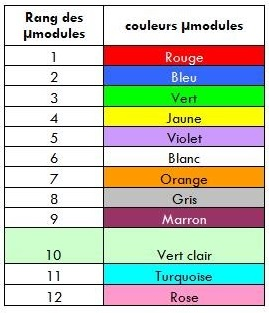 Rang des
µmodules
couleurs µmodules
1 Rouge
2 Bleu
3 Vert
4 Jaune
5 Violet
6 Blanc
7 Orange
8 Gris
9 Marron
10 Vert clair
11 Turquoise
12 Rose